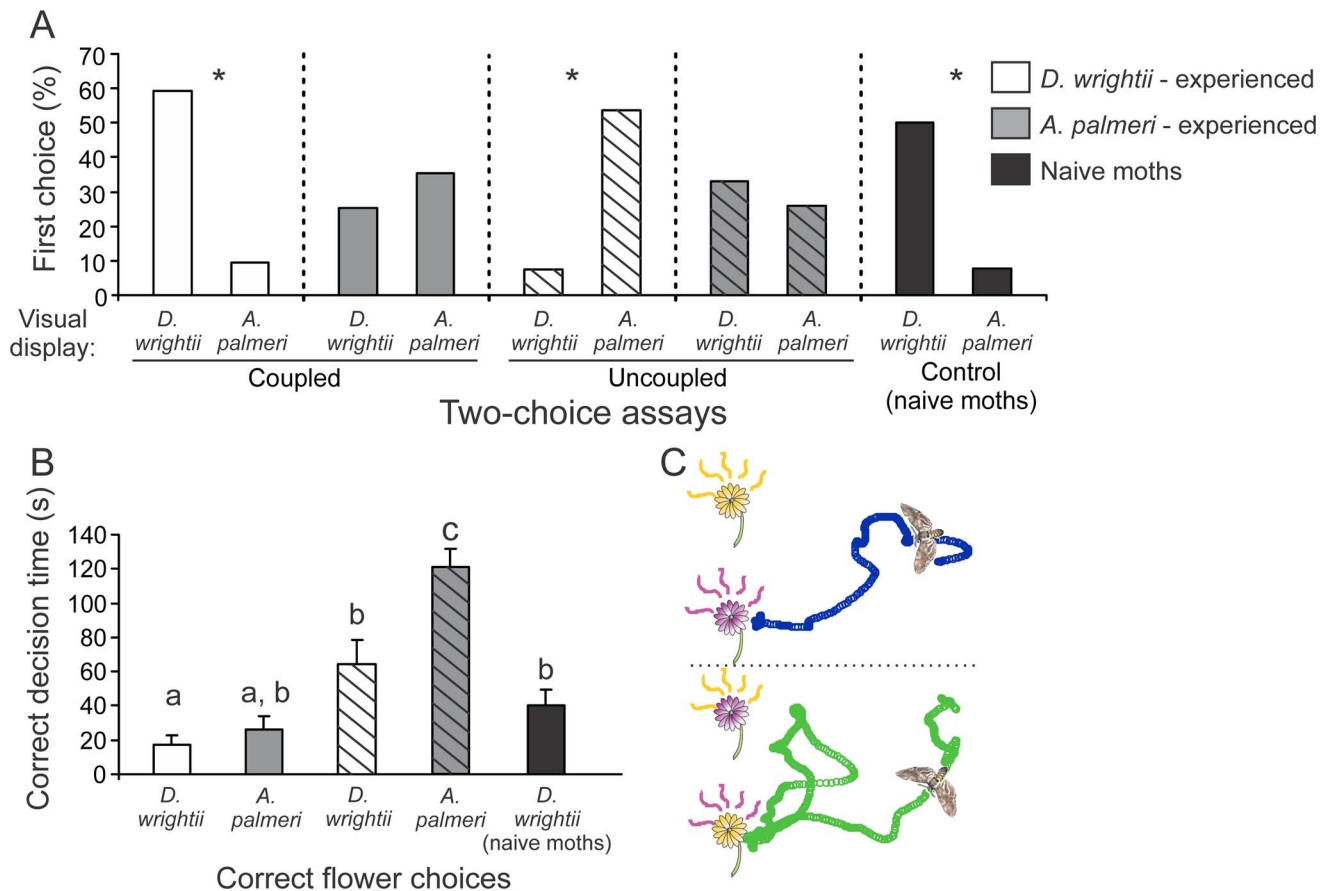 A
First choice (%)
70
60
50
40
30
20
10
0
*
*
*
D. wrightii - experienced
A. palmeri - experienced
Naive moths
Visual
display:
D.
wrightii
A.
palmeri
D.
wrightii
A.
palmeri
D.
wrightii
A.
palmeri
D.
wrightii
A.
palmeri
D.
wrightii
A.
palmeri
Coupled
Uncoupled
Control
(naive moths)
Two-choice assays
B
Correct decision time (s)
140
120
100
80
60
40
20
0
a
a, b
b
c
b
D.
wrightii
A.
palmeri
D.
wrightii
A.
palmeri
D.
wrightii
(naive moths)
Correct flower choices
C